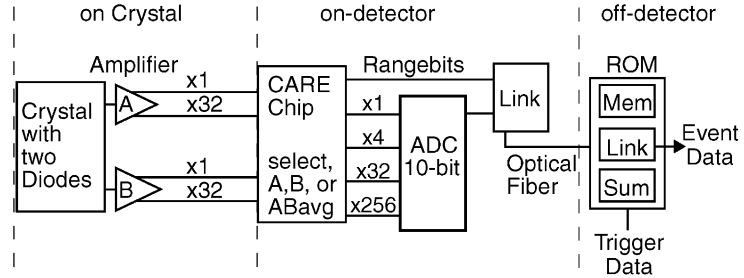 on Crystal
on-detector
off-detector
Amplifier
x1
x32
A
Crystal
with
two
Diodes
x1
x32
B
CARE
Chip
select,
A,B, or
ABavg
Rangebits
x1
x4
x32
x256
ADC
10-bit
Link
Optical
Fiber
ROM
Mem
Link
Sum
Event
Data
Trigger
Data